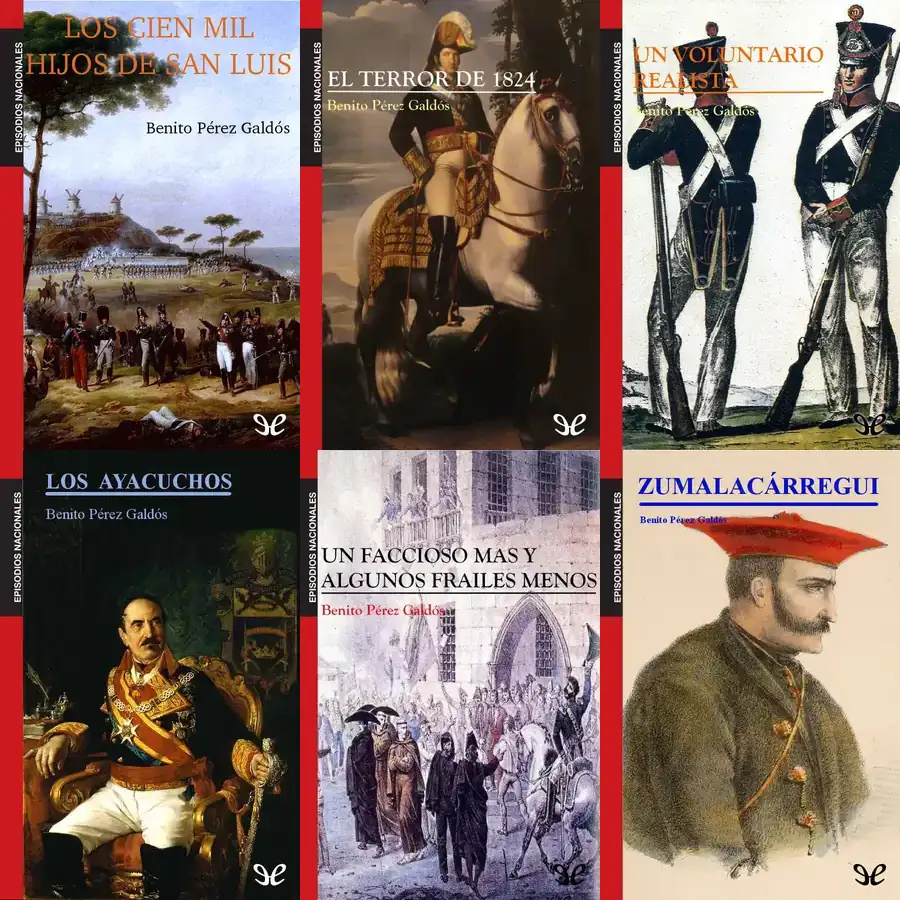 LOS CIEN MIL
HIJOS DE SAN LUIS
Benito Pérez Galdós
EPISODIOS NACIONALES
EL TERROR DE 1824
Benito Pérez Galdós
EPISODIOS NACIONALES
UN VOLUNTARIO
REALISTA
Benito Pérez Galdós
EPISODIOS NACIONALES
LOS AYACUCHOS
Benito Pérez Galdós
EPISODIOS NACIONALES
UN FACCIOSO MAS Y
ALGUNOS FRAILES MENOS
Benito Pérez Galdós
EPISODIOS NACIONALES
ZUMALACÁRREGUI
Benito Pérez Galdós
EPISODIOS NACIONALES